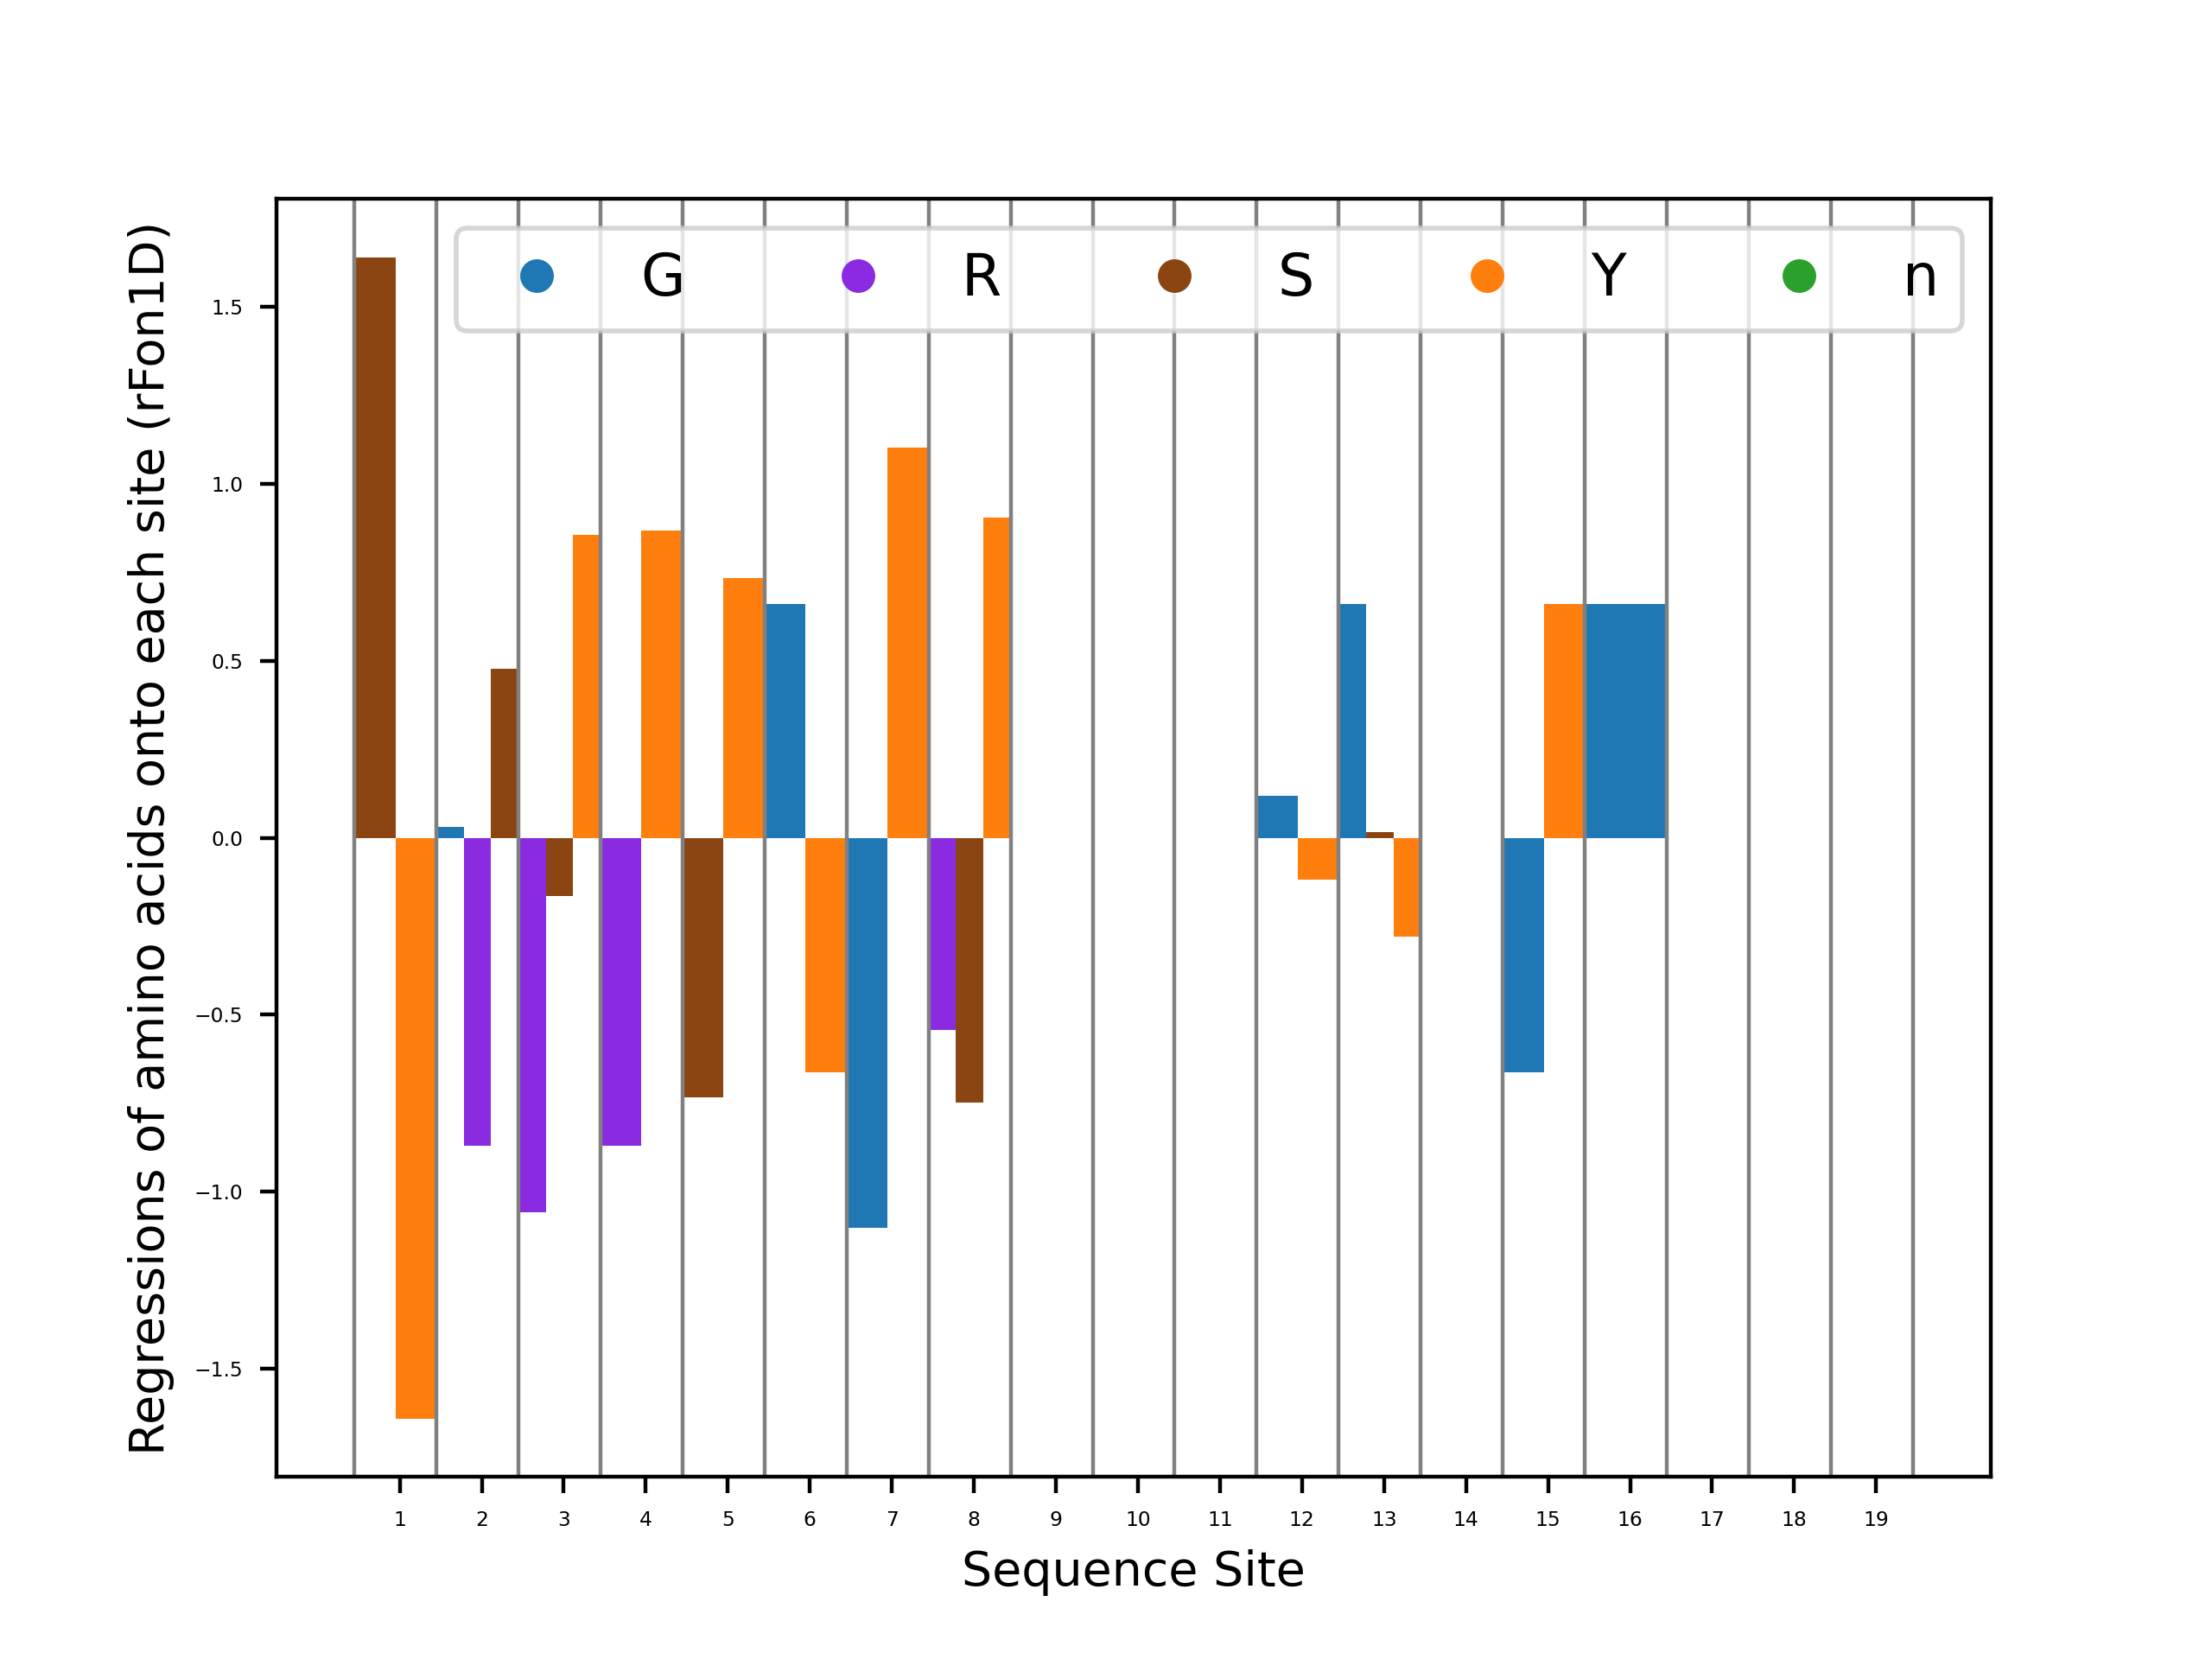 G R S Y n
1.5
1.0
0.5
0.0
−0.5
−1.0
−1.5
Regressions of amino acids onto each site (rFon1D)
1 2 3 4 5 6 7 8 9 10 11 12 13 14 15 16 17 18 19
Sequence Site